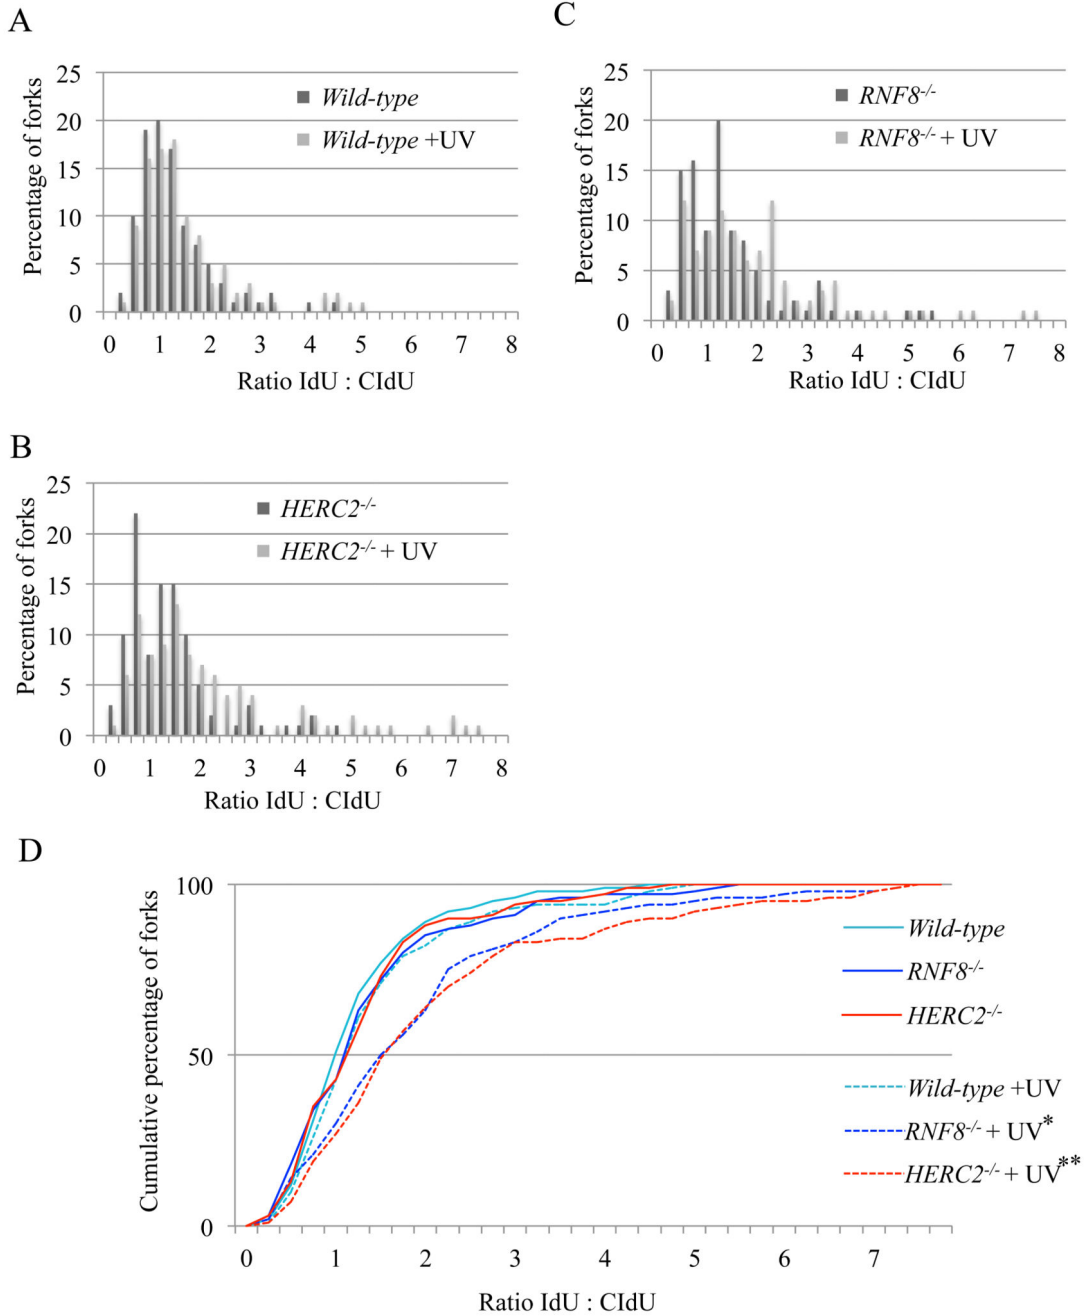 A
Percentage of forks
25
20
15
10
5
0
Wild-type
Wild-type +UV
0 1 2 3 4 5 6 7 8
Ratio IdU : CIdU
C
Percentage of forks
25
20
15
10
5
0
RNF8-/-
RNF8-/- + UV
0 1 2 3 4 5 6 7 8
Ratio IdU : CIdU
B
Percentage of forks
25
20
15
10
5
0
HERC2-/-
HERC2-/- + UV
0 1 2 3 4 5 6 7 8
Ratio IdU : CIdU
D
Cumulative percentage of forks
100
50
0
Wild-type
RNF8-/-
HERC2-/-
Wild-type +UV
RNF8-/- + UV*
HERC2-/- + UV**
0 1 2 3 4 5 6 7
Ratio IdU : CIdU